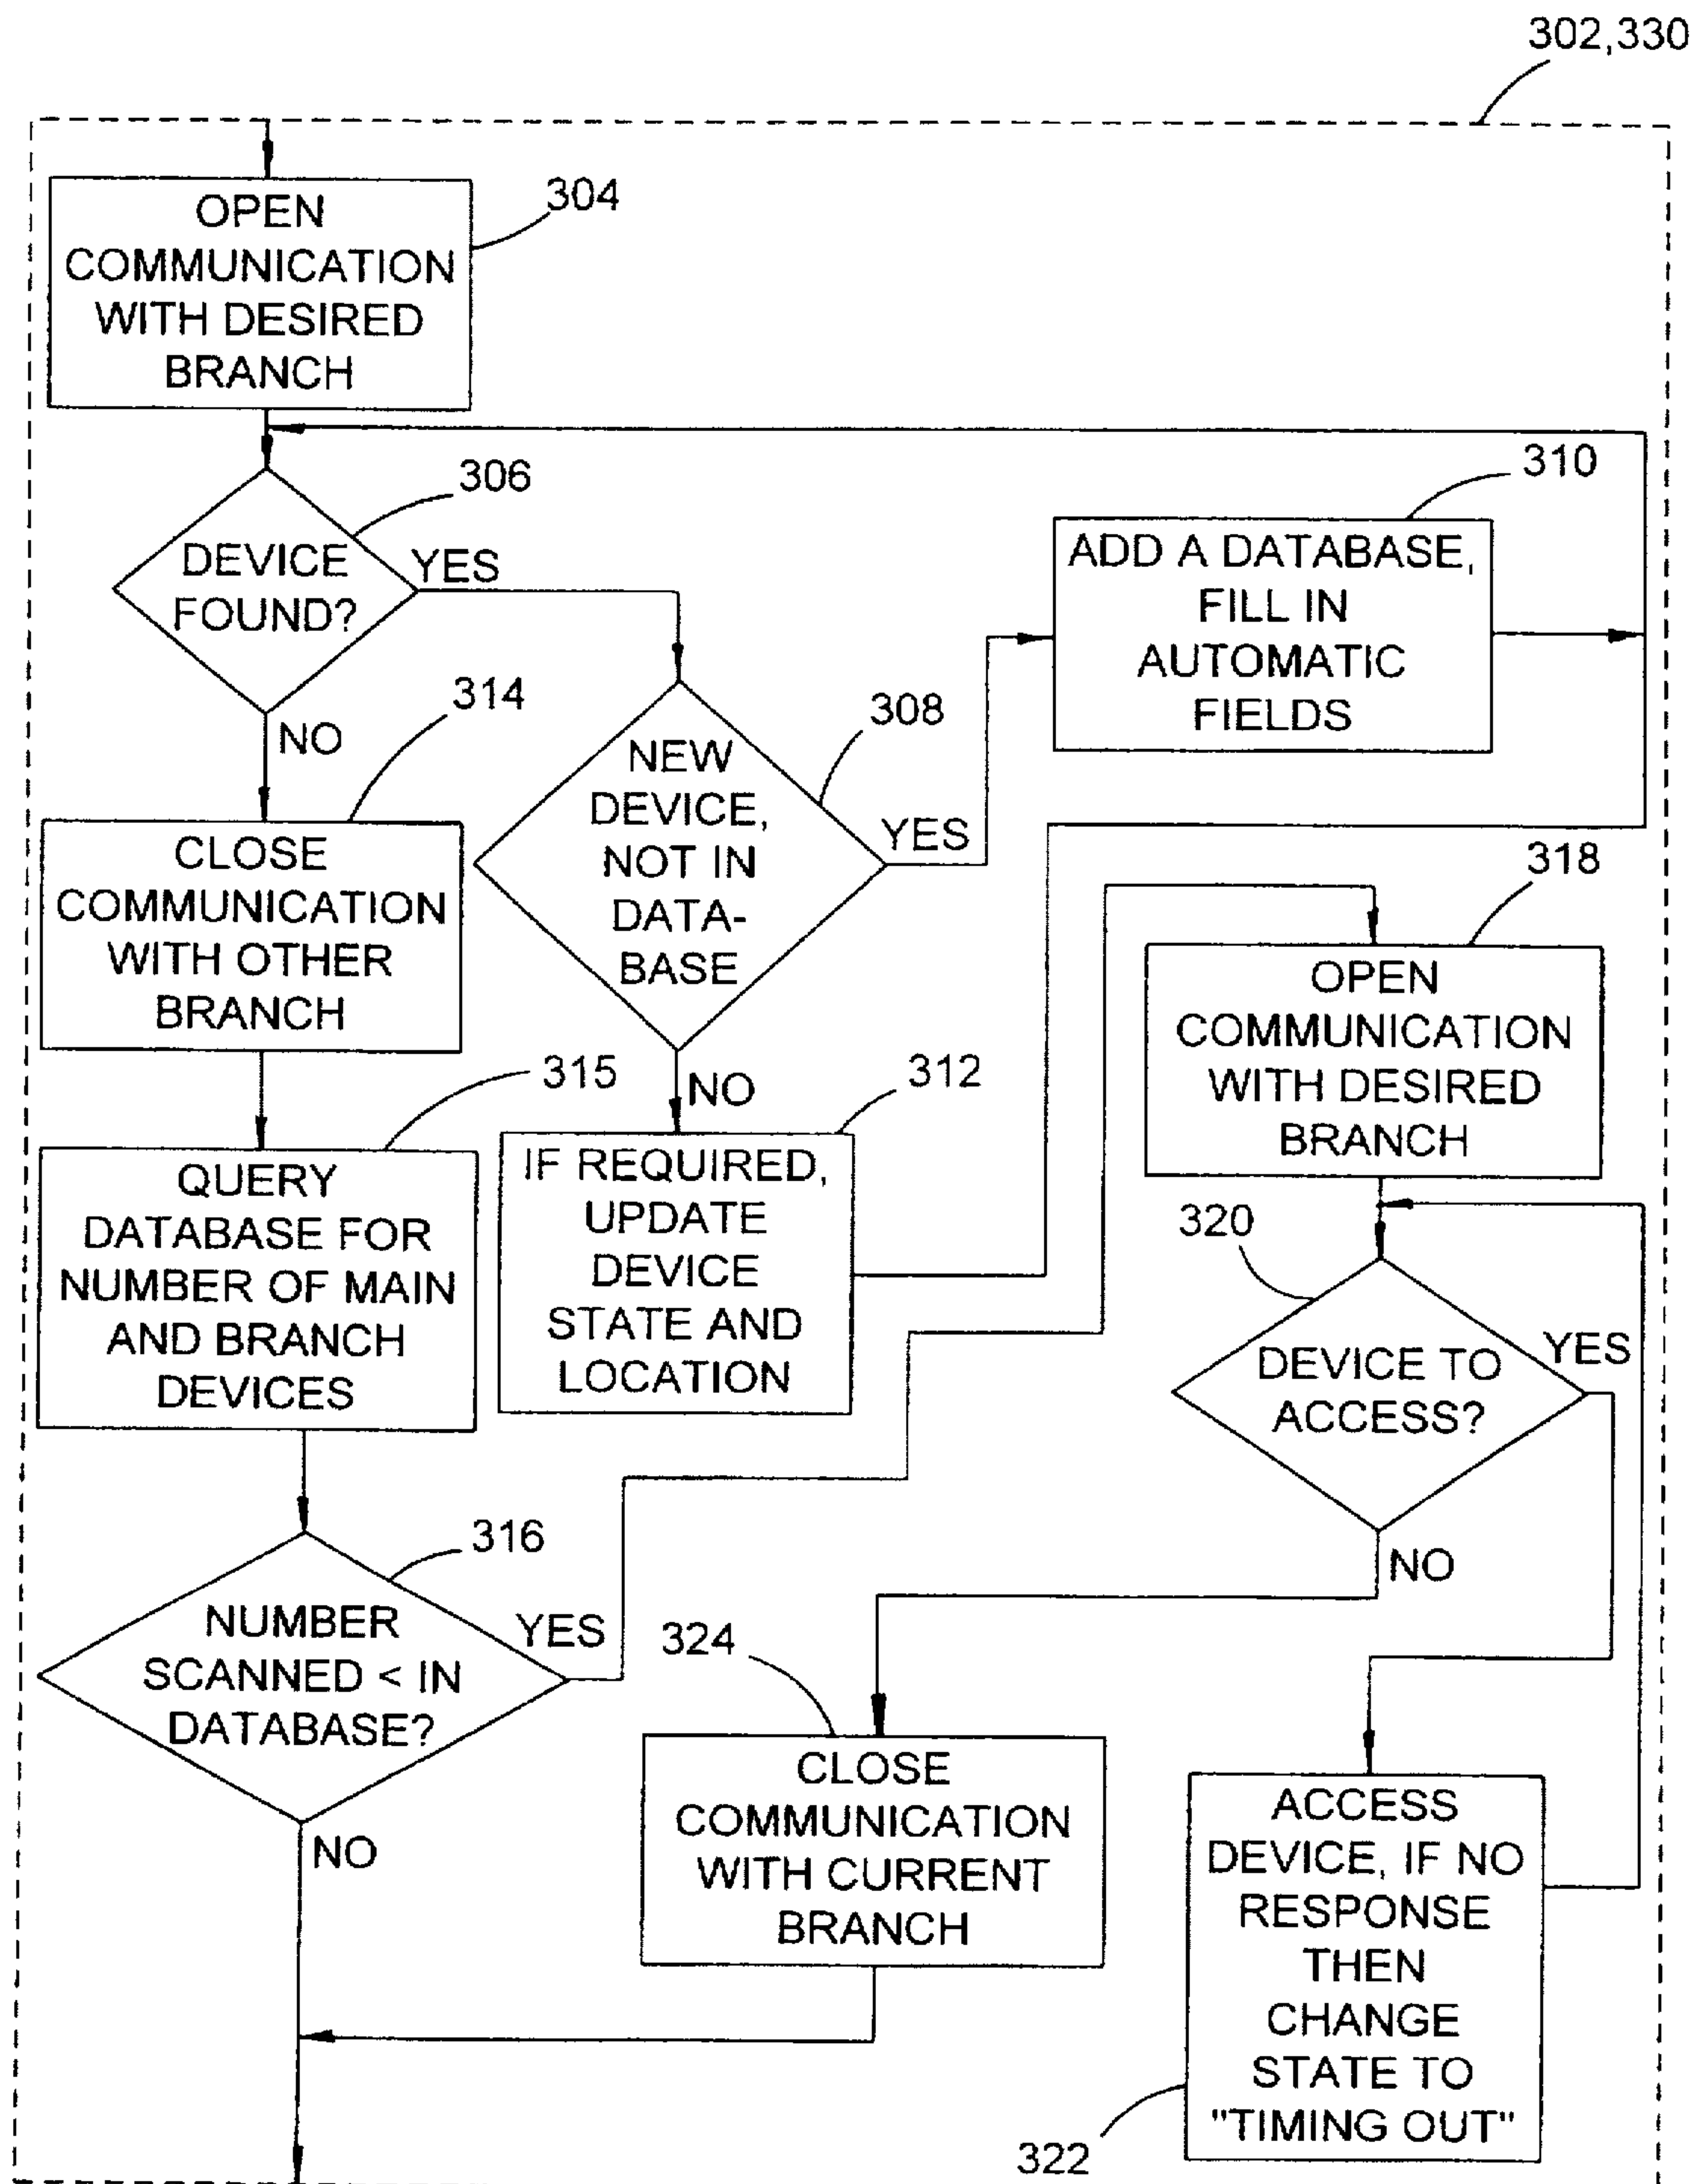 302,330
OPEN
COMMUNICATION
WITH DESIRED
BRANCH
304
306
DEVICE
FOUND?
YES
NO
310
ADD A DATABASE,
FILL IN
AUTOMATIC
FIELDS
314
CLOSE
COMMUNICATION
WITH OTHER
BRANCH
308
NEW
DEVICE,
NOT IN
DATA-
BASE
YES
NO
318
OPEN
COMMUNICATION
WITH DESIRED
BRANCH
315
QUERY
DATABASE FOR
NUMBER OF MAIN
AND BRANCH
DEVICES
312
IF REQUIRED,
UPDATE
DEVICE
STATE AND
LOCATION
320
DEVICE TO
ACCESS?
YES
NO
316
NUMBER
SCANNED < IN
DATABASE?
YES
NO
324
CLOSE
COMMUNICATION
WITH CURRENT
BRANCH
ACCESS
DEVICE, IF NO
RESPONSE
THEN
CHANGE
STATE TO
"TIMING OUT"
322